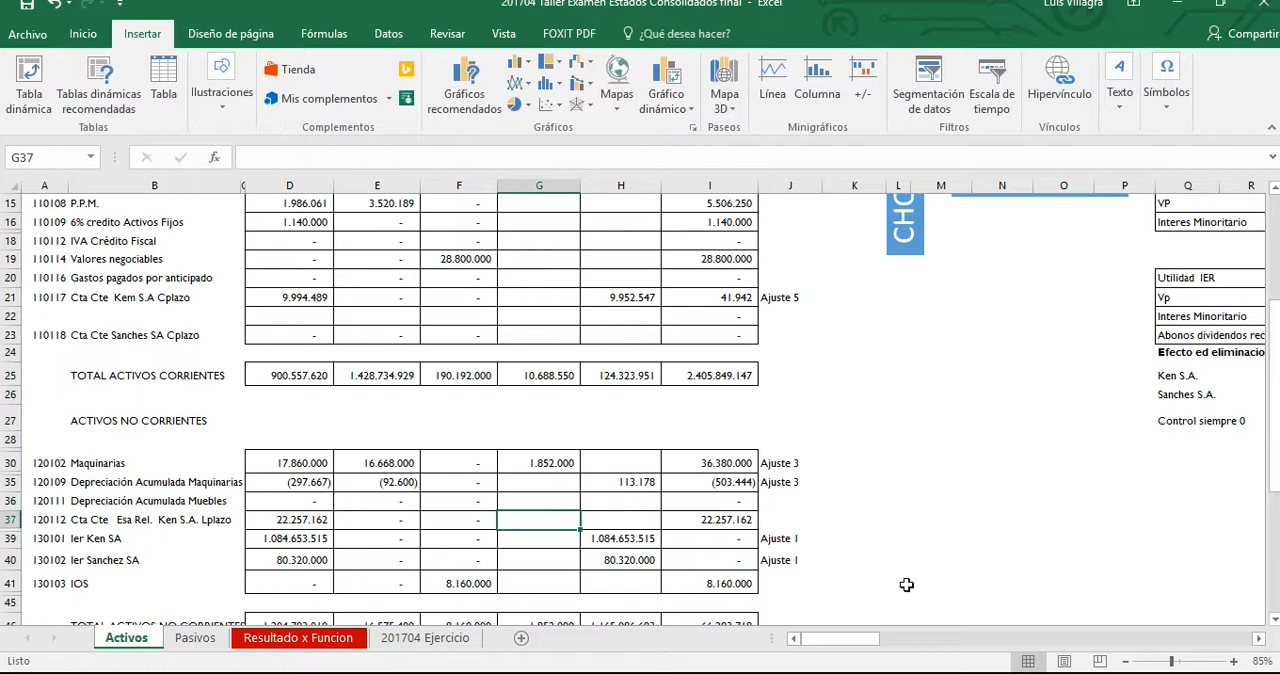 201704 Taller Examen Estados Consolidados final - Excel
Luis Villagra
Archivo Inicio Insertar Diseño de página Fórmulas Datos Revisar Vista FOXIT PDF ¿Qué desea hacer? Compartir
Tabla dinámica
Tablas dinámicas recomendadas
Tabla
Tablas
Ilustraciones
Tienda
Mis complementos
Complementos
Gráficos recomendados
Mapas
Gráfico dinámico
Gráficos
Mapa 3D
Paseos
Línea
Columna
+/-
Minigráficos
Segmentación de datos
Escala de tiempo
Filtros
Hipervínculo
Vínculos
Texto
Símbolos
G37 fx
A B C D E F G H I J K L M N O P Q R
15 110108 P.P.M. 1.986.061 3.520.189 - 5.506.250 VP
16 110109 6% credito Activos Fijos 1.140.000 - - 1.140.000 Interes Minoritario
18 110112 IVA Crédito Fiscal - - - -
19 110114 Valores negociables - - 28.800.000 28.800.000
20 110116 Gastos pagados por anticipado - - - - Utilidad IER
21 110117 Cta Cte Kem S.A Cplazo 9.994.489 - - 9.952.547 41.942 Ajuste 5 Vp
22 - Interes Minoritario
23 110118 Cta Cte Sanches SA Cplazo - - - - Abonos dividendos rec
24 Efecto ed eliminacio
25 TOTAL ACTIVOS CORRIENTES 900.557.620 1.428.734.929 190.192.000 10.688.550 124.323.951 2.405.849.147 Ken S.A.
26 Sanches S.A.
27 ACTIVOS NO CORRIENTES Control siempre 0
28
30 120102 Maquinarias 17.860.000 16.668.000 - 1.852.000 36.380.000 Ajuste 3
35 120109 Depreciación Acumulada Maquinarias (297.667) (92.600) - 113.178 (503.444) Ajuste 3
36 120111 Depreciación Acumulada Muebles - - - -
37 120112 Cta Cte Esa Rel. Ken S.A. Lplazo 22.257.162 - - 22.257.162
39 130101 Ier Ken SA 1.084.653.515 - - 1.084.653.515 - Ajuste 1
40 130102 Ier Sanchez SA 80.320.000 - - 80.320.000 - Ajuste 1
41 130103 IOS - - 8.160.000 8.160.000
45
CHC
Activos Pasivos Resultado x Funcion 201704 Ejercicio
Listo 85%